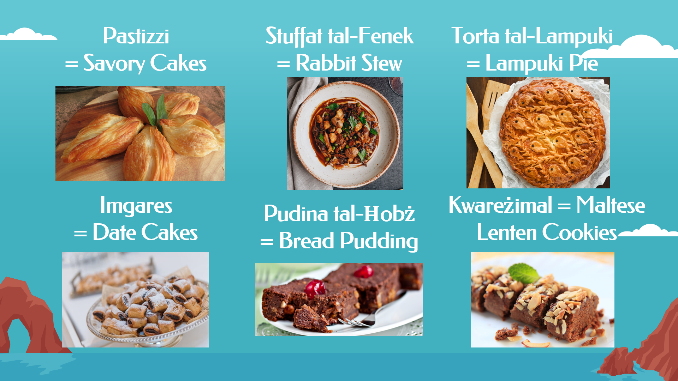 Pastizzi
= Savory Cakes
Stuffat tal-Fenek
= Rabbit Stew
Torta tal-Lampuki
= Lampuki Pie
Imgares
= Date Cakes
Pudina tal-Ħobż
= Bread Pudding
Kwareżimal = Maltese
Lenten Cookies